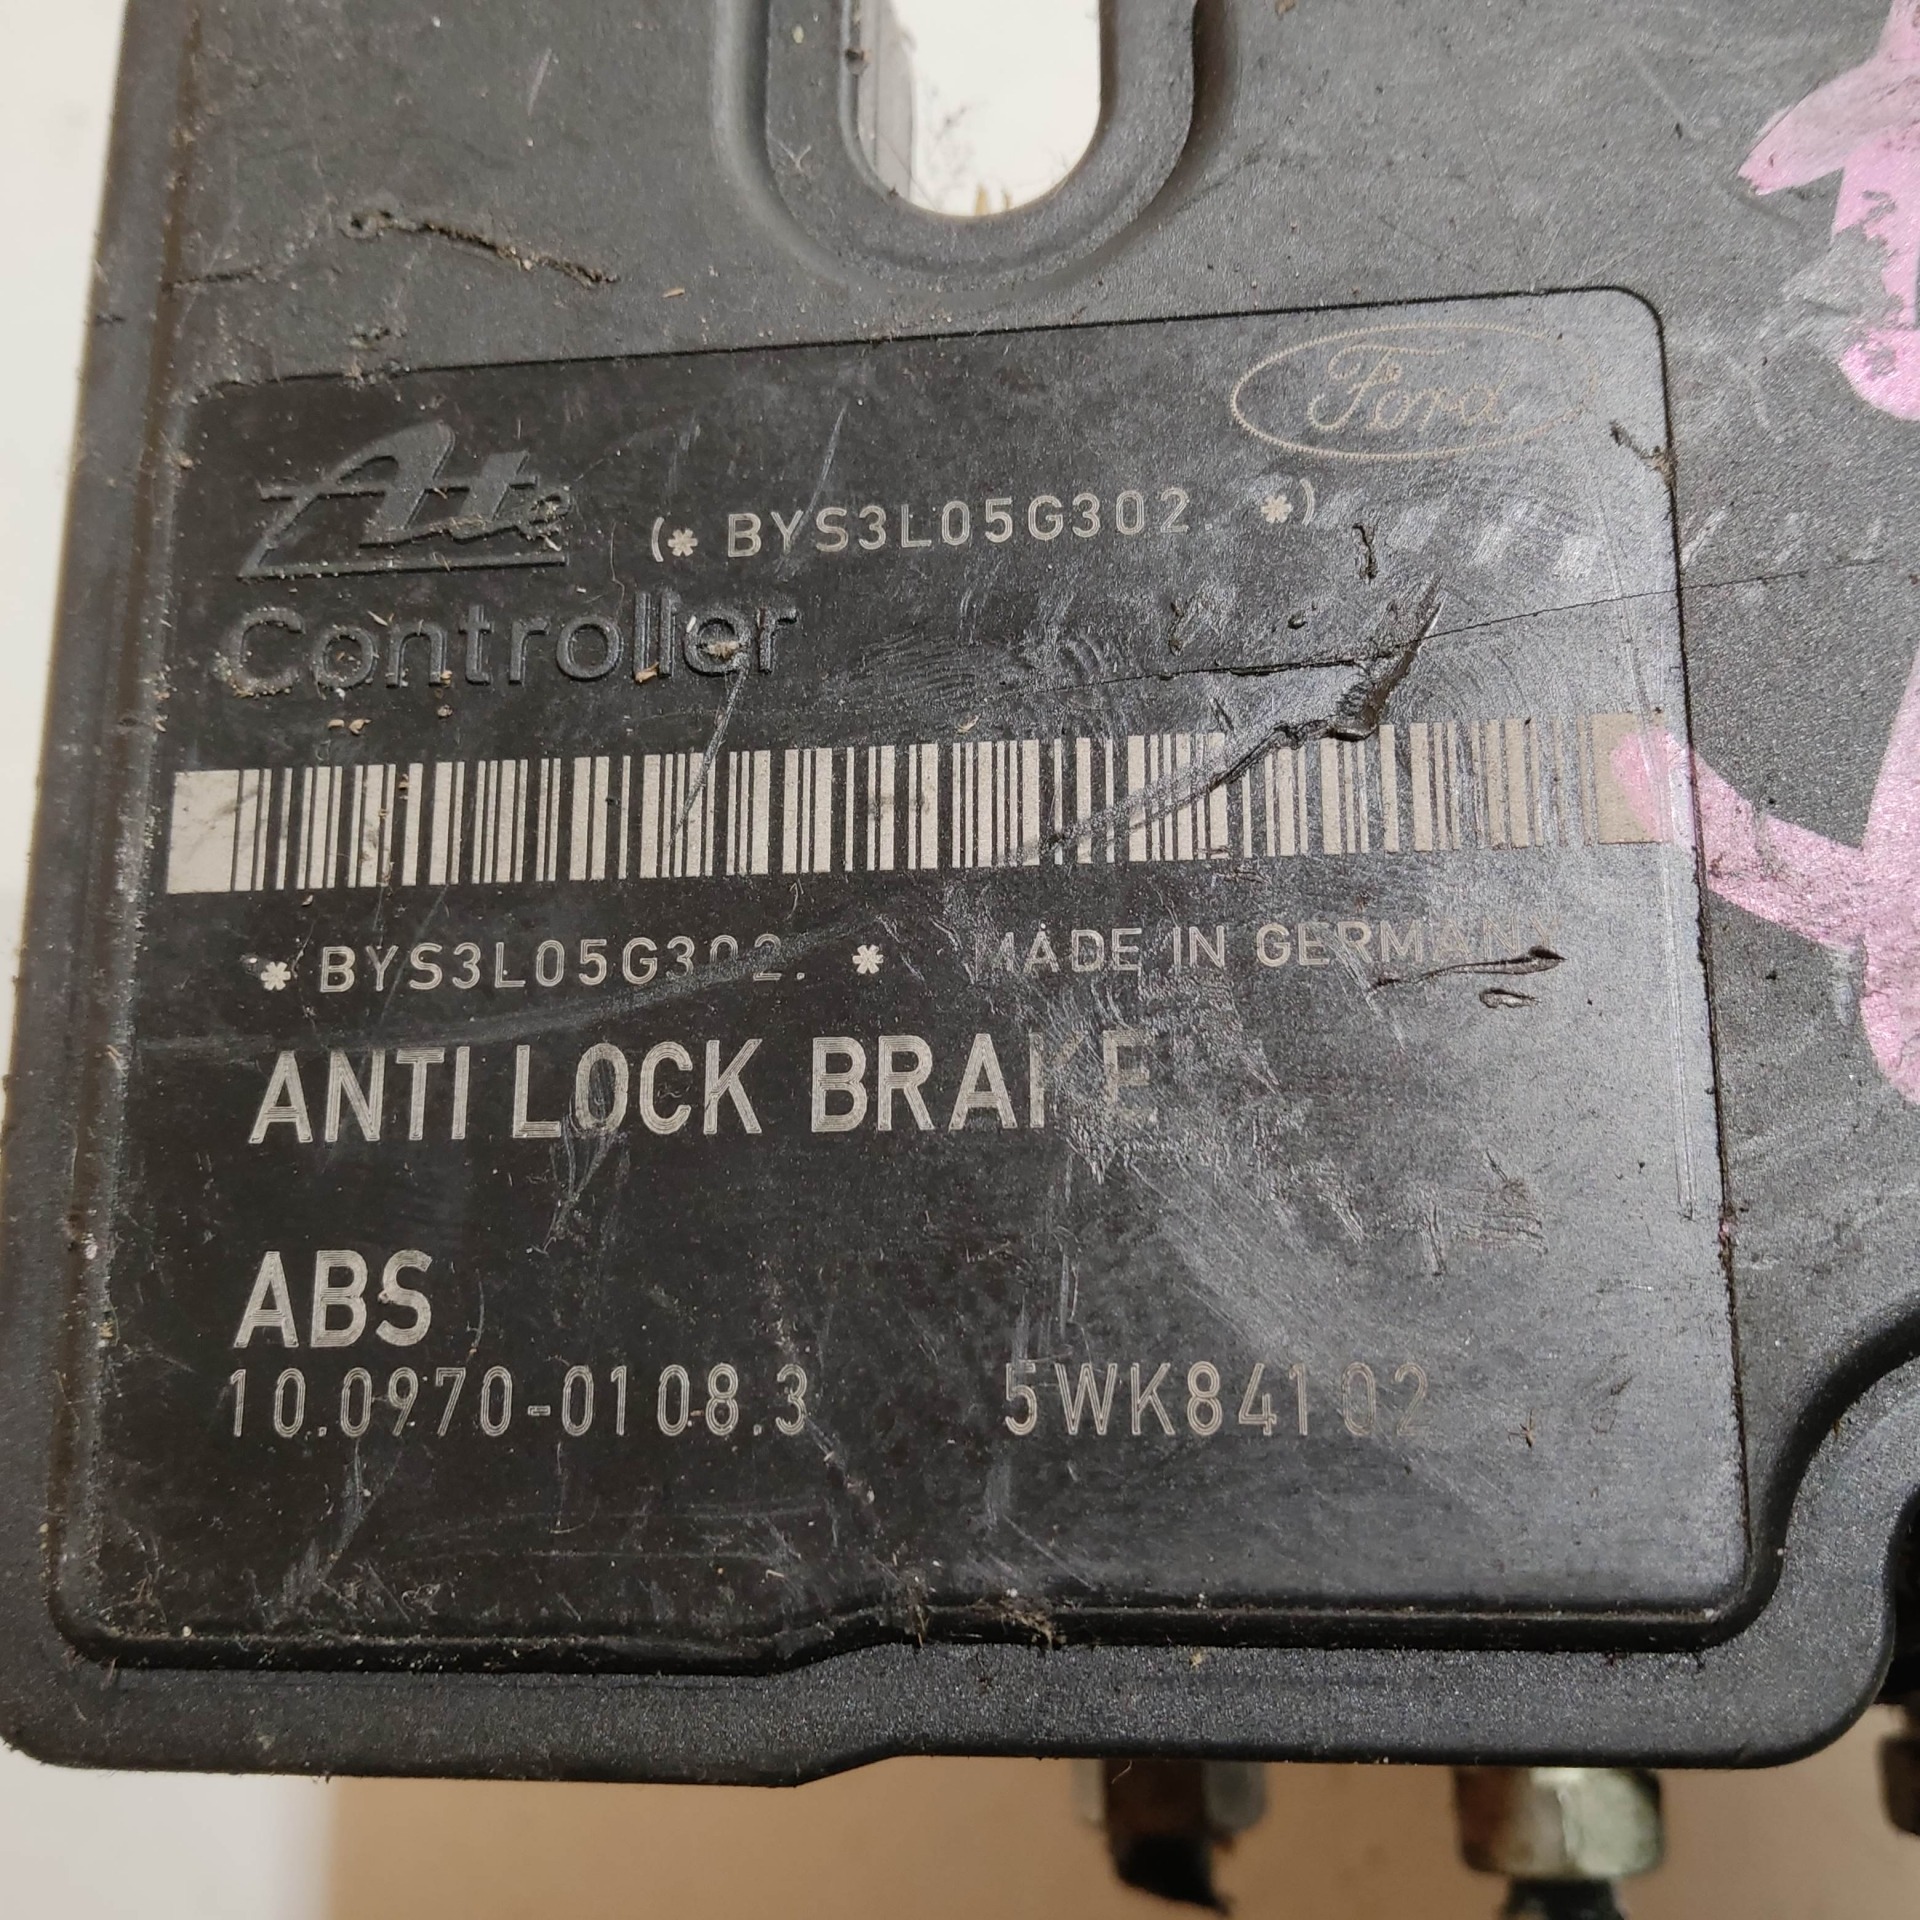 Ford
Ate
(* BYS3L05G302. *)
Controller
* BYS3L05G302. * MADE IN GERMANY
ANTI LOCK BRAKE
ABS
10.0970-0108.3 5WK84102